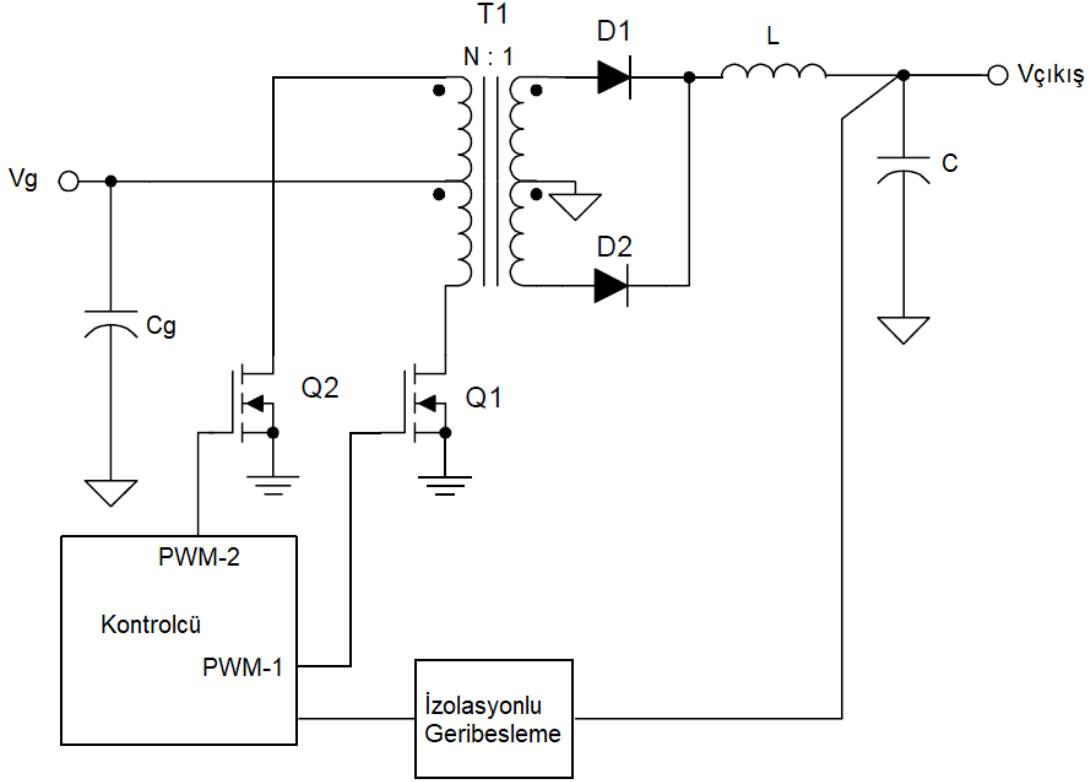 T1
N : 1
D1
L
Vçıkış
Vg
C
D2
Cg
Q2
Q1
PWM-2
Kontrolcü
PWM-1
İzolasyonlu
Geribesleme